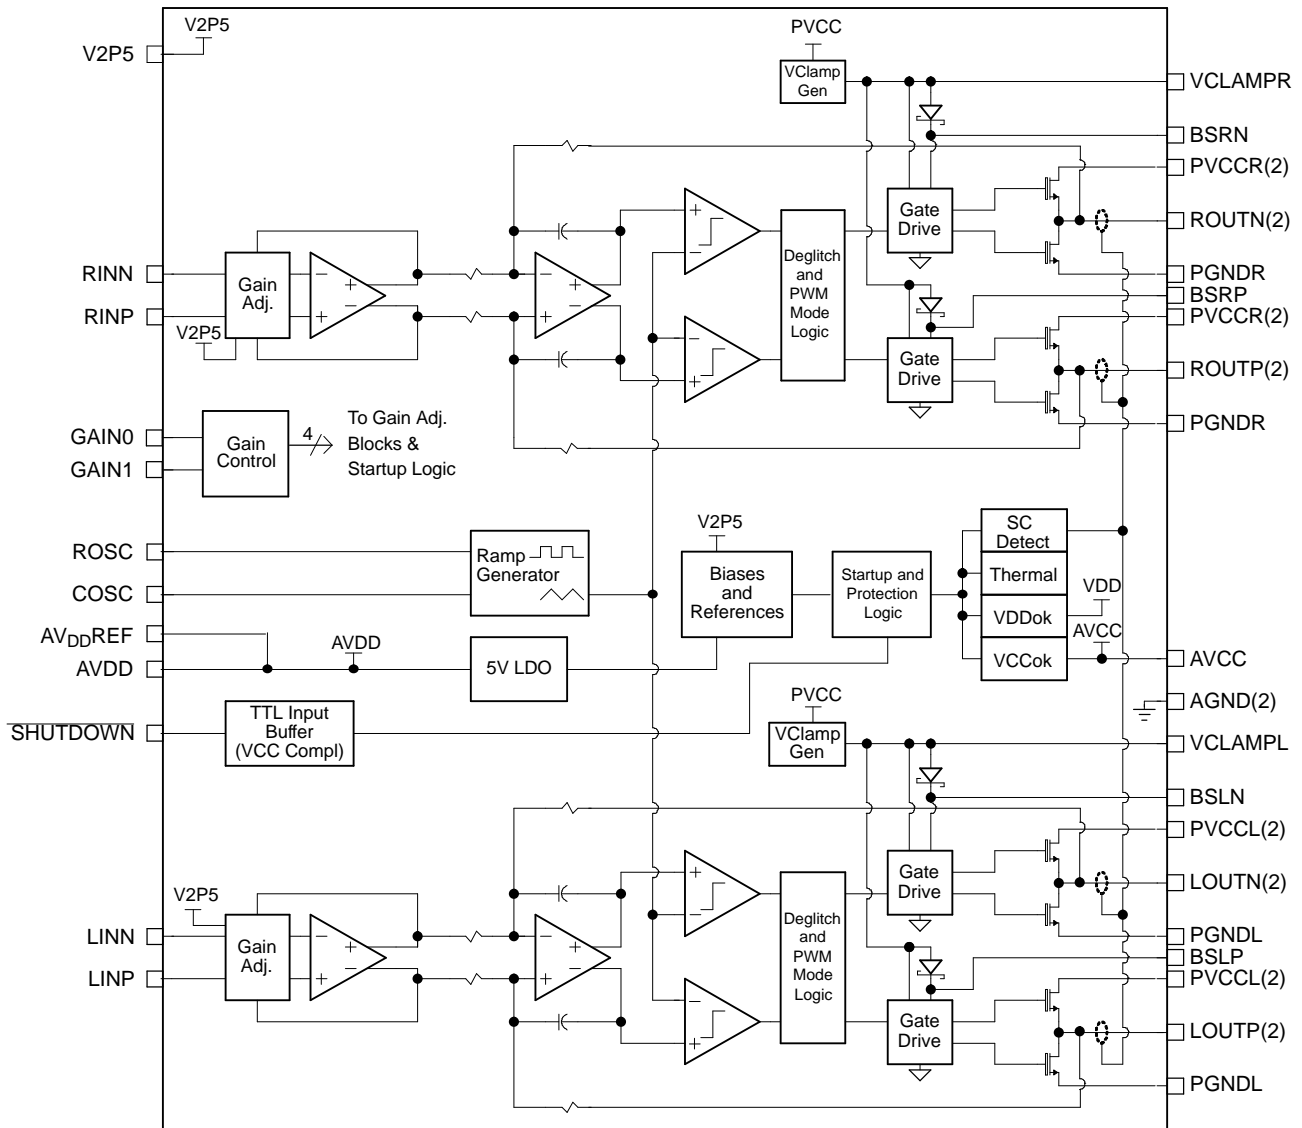 V2P5
V2P5
PVCC
VClamp
Gen
VCLAMPR
BSRN
PVCCR(2)
Gate
Drive
ROUTN(2)
Deglitch
and
PWM
Mode
Logic
RINN
RINP
Gain
Adj.
V2P5
PGNDR
BSRP
PVCCR(2)
Gate
Drive
ROUTP(2)
PGNDR
GAIN0
GAIN1
Gain
Control
4
To Gain Adj.
Blocks &
Startup Logic
ROSC
COSC
Ramp
Generator
V2P5
Biases
and
References
Startup and
Protection
Logic
SC
Detect
Thermal
VDDok
VCCok
VDD
AVCC
AVCC
AVDDREF
AVDD
AVDD
5V LDO
AGND(2)
SHUTDOWN
TTL Input
Buffer
(VCC Compl)
PVCC
VClamp
Gen
VCLAMPL
BSLN
PVCCL(2)
Gate
Drive
LOUTN(2)
Deglitch
and
PWM
Mode
Logic
V2P5
LINN
LINP
Gain
Adj.
PGNDL
BSLP
PVCCL(2)
Gate
Drive
LOUTP(2)
PGNDL